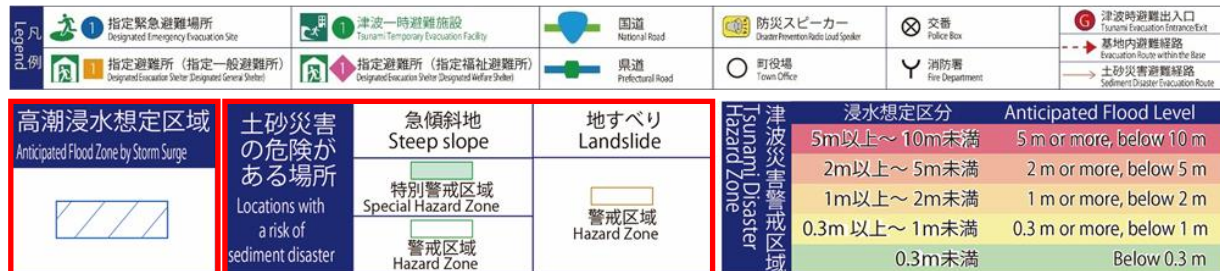 凡例
Legend
1
指定緊急避難場所
Designated Emergency Evacuation Site
1
津波一時避難施設
Tsunami Temporary Evacuation Facility
国道
National Road
防災スピーカー
Disaster Prevention Radio Loud Speaker
交番
Police Box
G
津波時避難出入口
Tsunami Evacuation Entrance/Exit
基地内避難経路
Evacuation Route within the Base
1
指定避難所（指定一般避難所）
Designated Evacuation Shelter (Designated General Shelter)
1
指定避難所（指定福祉避難所）
Designated Evacuation Shelter (Designated Welfare Shelter)
県道
Prefectural Road
町役場
Town Office
消防署
Fire Department
土砂災害避難経路
Sediment Disaster Evacuation Route
高潮浸水想定区域
Anticipated Flood Zone by Storm Surge
土砂災害
の危険が
ある場所
Locations with
a risk of
sediment disaster
急傾斜地
Steep slope
特別警戒区域
Special Hazard Zone
警戒区域
Hazard Zone
地すべり
Landslide
警戒区域
Hazard Zone
津波災害警戒区域
Tsunami Disaster
Hazard Zone
浸水想定区分 Anticipated Flood Level
5m以上～10m未満 5 m or more, below 10 m
2m以上～5m未満 2 m or more, below 5 m
1m以上～2m未満 1 m or more, below 2 m
0.3m 以上～1m未満 0.3 m or more, below 1 m
0.3m未満 Below 0.3 m